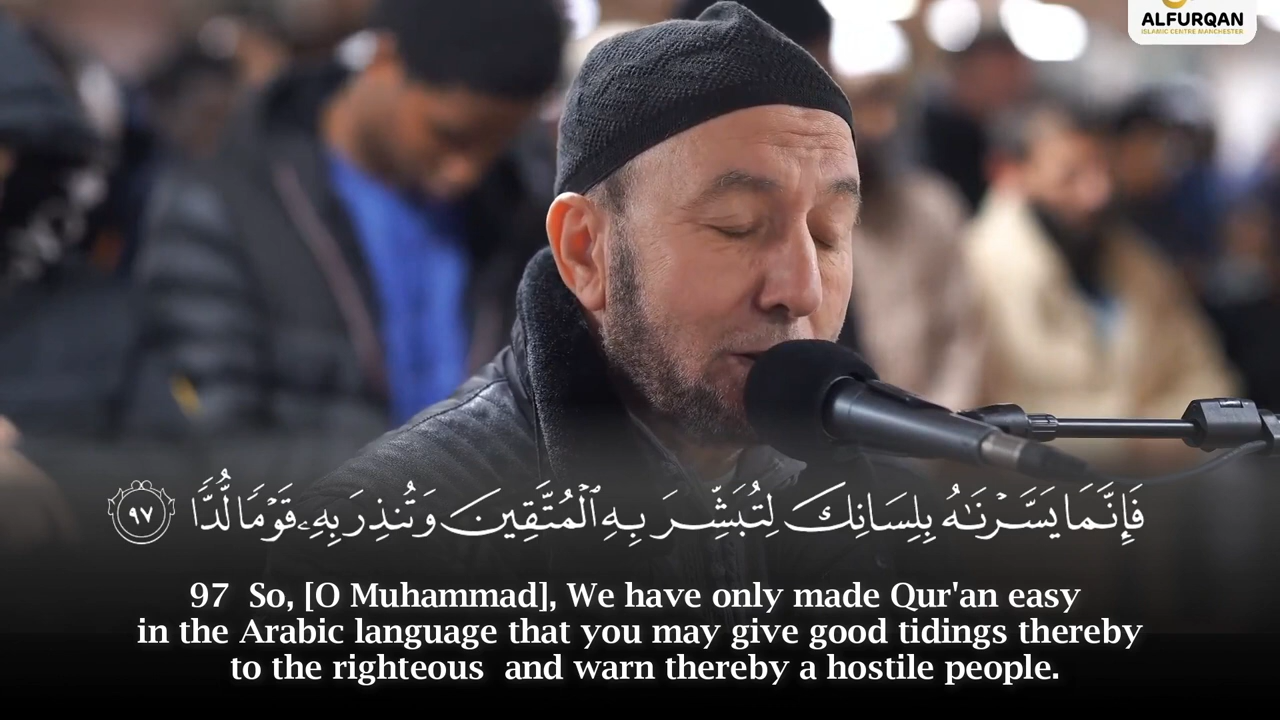 ALFURQAN
ISLAMIC CENTRE MANCHESTER
فَإِنَّمَا يَسَّرْنَٰهُ بِلِسَانِكَ لِتُبَشِّرَ بِهِ ٱلْمُتَّقِينَ وَتُنذِرَ بِهِۦ قَوْمًا لُّدًّا ٩٧
97 So, [O Muhammad], We have only made Qur'an easy
in the Arabic language that you may give good tidings thereby
to the righteous and warn thereby a hostile people.